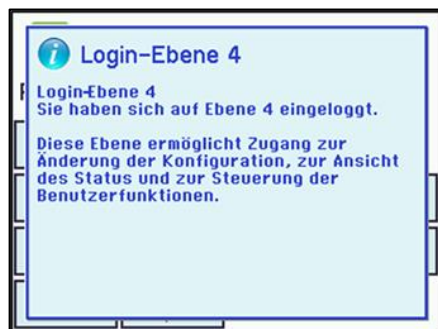 Login-Ebene 4
Login-Ebene 4
Sie haben sich auf Ebene 4 eingeloggt.
Diese Ebene ermöglicht Zugang zur
Änderung der Konfiguration, zur Ansicht
des Status und zur Steuerung der
Benutzerfunktionen.